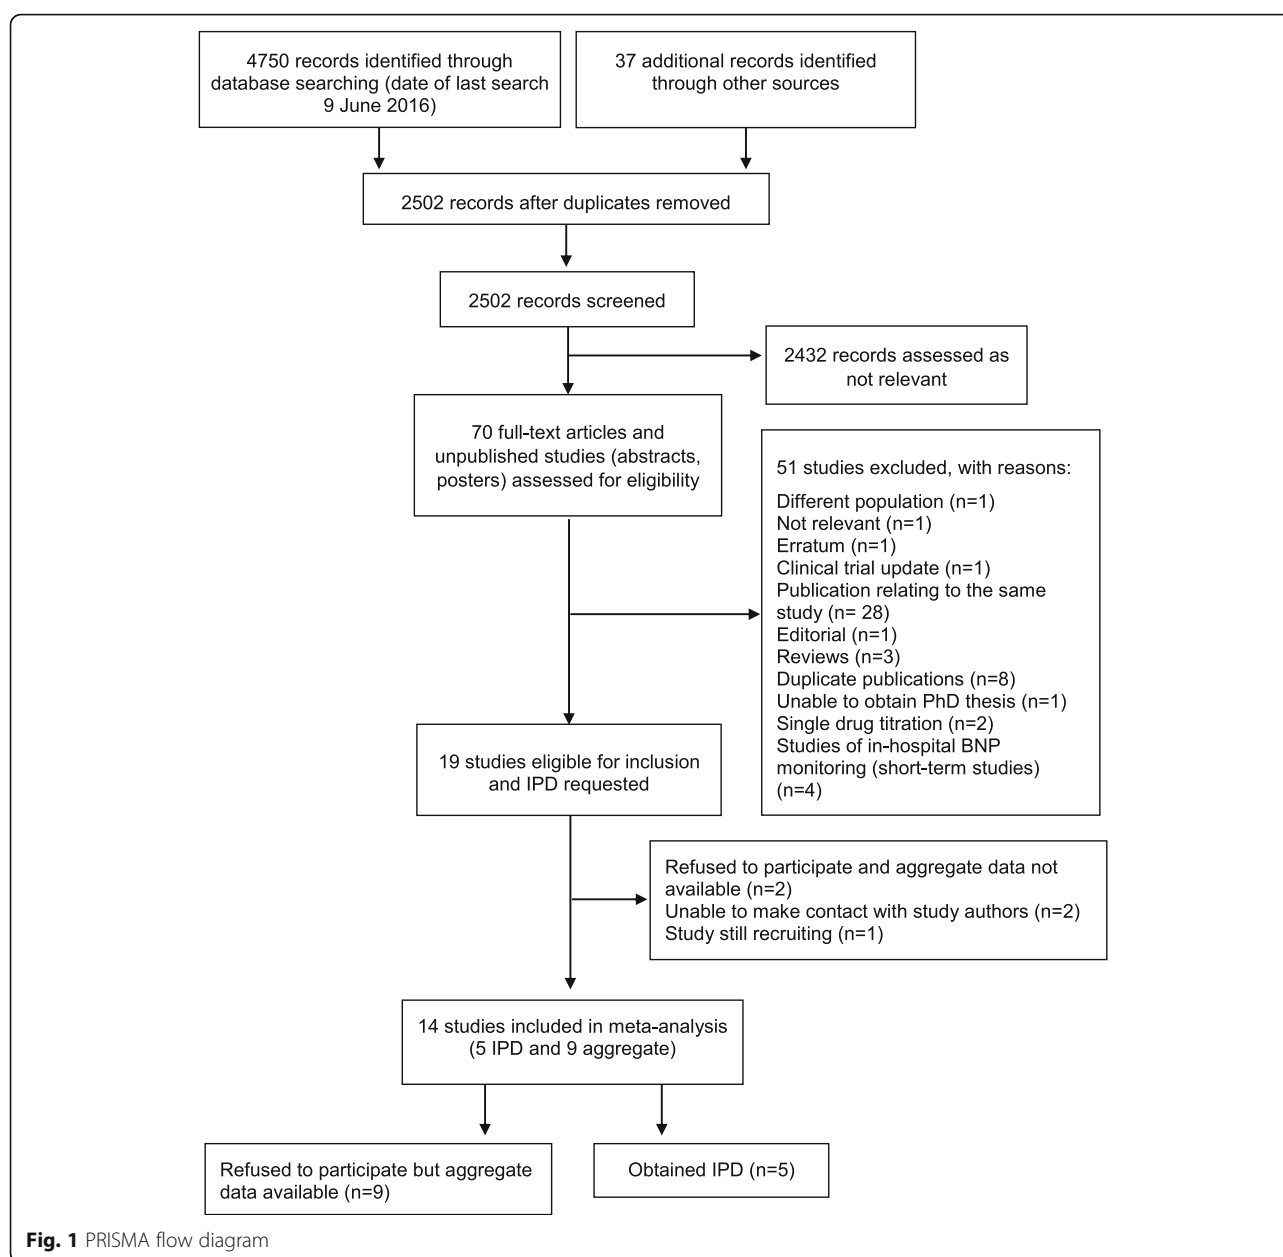 4750 records identified through
database searching (date of last search
9 June 2016)
37 additional records identified
through other sources
2502 records after duplicates removed
2502 records screened
2432 records assessed as
not relevant
70 full-text articles and
unpublished studies (abstracts,
posters) assessed for eligibility
51 studies excluded, with reasons:
Different population (n=1)
Not relevant (n=1)
Erratum (n=1)
Clinical trial update (n=1)
Publication relating to the same
study (n= 28)
Editorial (n=1)
Reviews (n=3)
Duplicate publications (n=8)
Unable to obtain PhD thesis (n=1)
Single drug titration (n=2)
Studies of in-hospital BNP
monitoring (short-term studies)
(n=4)
19 studies eligible for inclusion
and IPD requested
Refused to participate and aggregate data not
available (n=2)
Unable to make contact with study authors (n=2)
Study still recruiting (n=1)
14 studies included in meta-analysis
(5 IPD and 9 aggregate)
Refused to participate but aggregate
data available (n=9)
Obtained IPD (n=5)
Fig. 1 PRISMA flow diagram